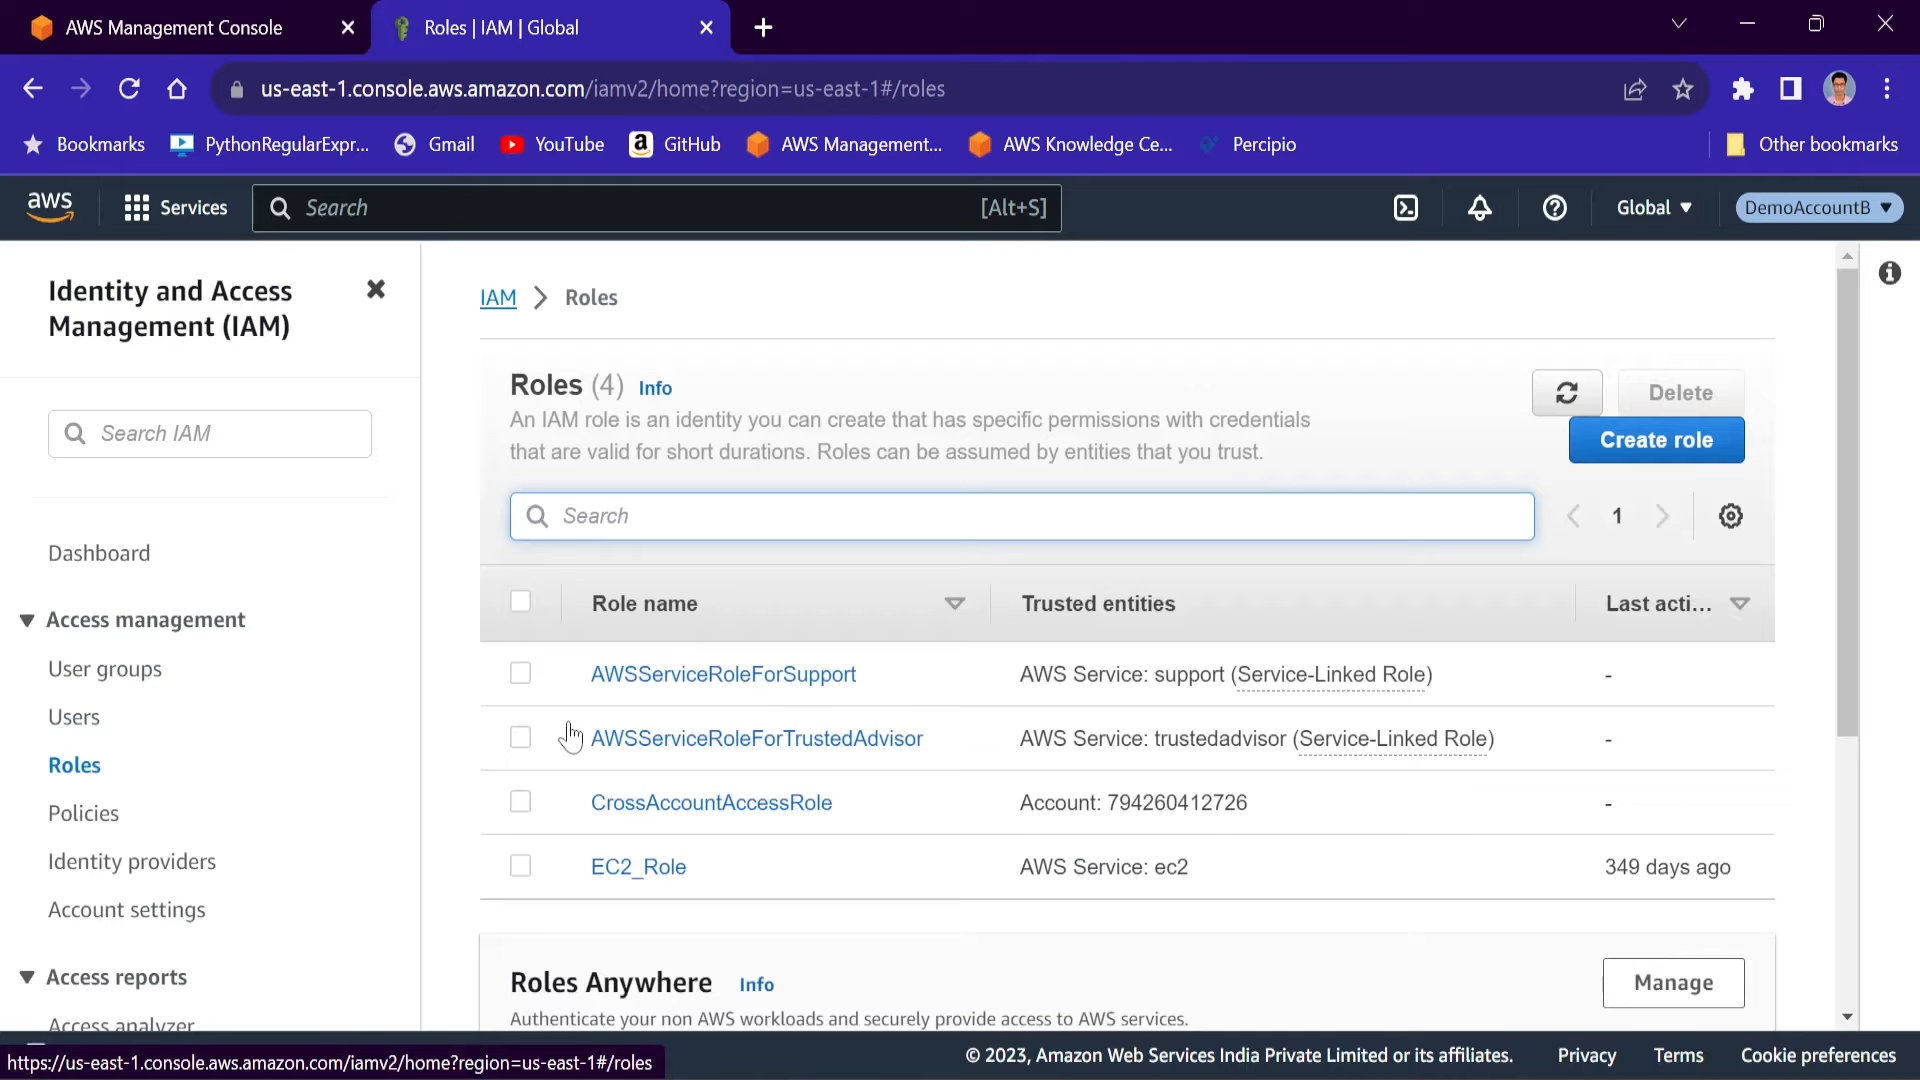 AWS Management Console
Roles | IAM | Global
us-east-1.console.aws.amazon.com/iamv2/home?region=us-east-1#/roles
Bookmarks
PythonRegularExpr...
Gmail
YouTube
GitHub
AWS Management...
AWS Knowledge Ce...
Percipio
Other bookmarks
aws
Services
Search
[Alt+S]
Global
DemoAccountB
Identity and Access
Management (IAM)
Search IAM
Dashboard
Access management
User groups
Users
Roles
Policies
Identity providers
Account settings
Access reports
Access analyzer
IAM
Roles
Roles (4) Info
An IAM role is an identity you can create that has specific permissions with credentials
that are valid for short durations. Roles can be assumed by entities that you trust.
Delete
Create role
Search
1
Role name Trusted entities Last acti...
AWSServiceRoleForSupport AWS Service: support (Service-Linked Role) -
AWSServiceRoleForTrustedAdvisor AWS Service: trustedadvisor (Service-Linked Role) -
CrossAccountAccessRole Account: 794260412726 -
EC2_Role AWS Service: ec2 349 days ago
Roles Anywhere Info
Manage
Authenticate your non AWS workloads and securely provide access to AWS services.
https://us-east-1.console.aws.amazon.com/iamv2/home?region=us-east-1#/roles
© 2023, Amazon Web Services India Private Limited or its affiliates. Privacy Terms Cookie preferences